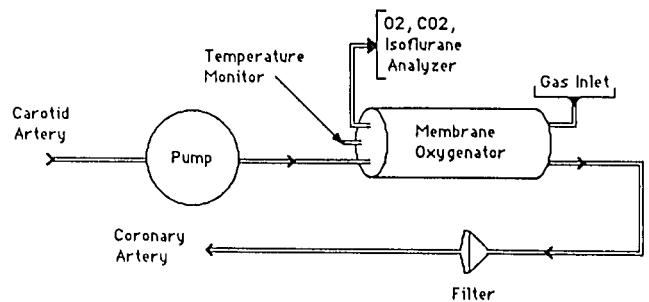 O2, CO2,
Isoflurane
Analyzer
Temperature
Monitor
Gas Inlet
Carotid
Artery
Pump
Membrane
Oxygenator
Coronary
Artery
Filter